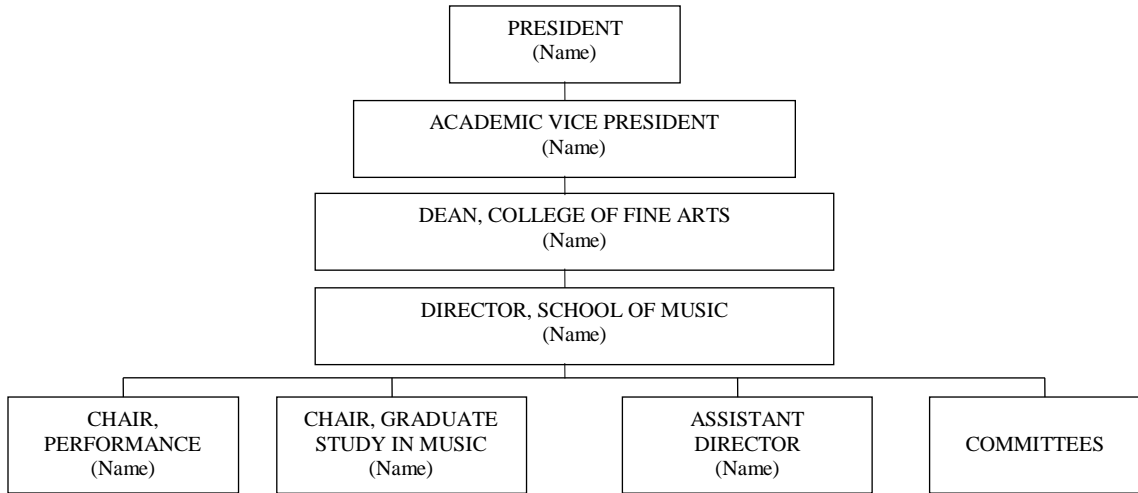 PRESIDENT
(Name)
ACADEMIC VICE PRESIDENT
(Name)
DEAN, COLLEGE OF FINE ARTS
(Name)
DIRECTOR, SCHOOL OF MUSIC
(Name)
CHAIR,
PERFORMANCE
(Name)
CHAIR, GRADUATE
STUDY IN MUSIC
(Name)
ASSISTANT
DIRECTOR
(Name)
COMMITTEES